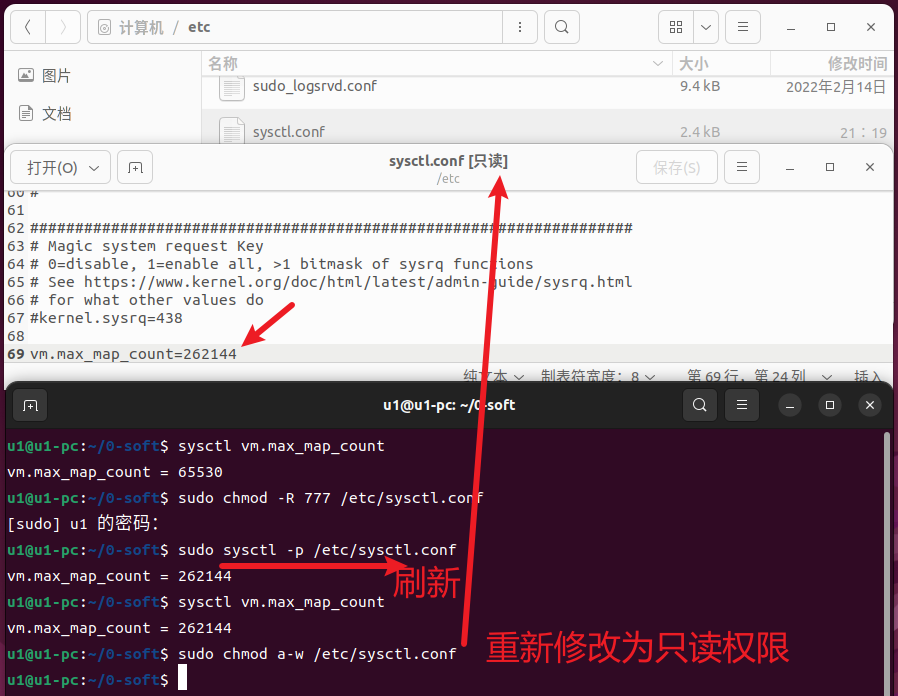 计算机 / etc
名称 大小 修改时间
图片
sudo_logsrvd.conf 9.4 kB 2022年2月14日
文档
sysctl.conf 2.4 kB 21：19
打开(O) sysctl.conf [只读] 保存(S)
/etc
60 #
61
62 ###################################################################
63 # Magic system request Key
64 # 0=disable, 1=enable all, >1 bitmask of sysrq functions
65 # See https://www.kernel.org/doc/html/latest/admin-guide/sysrq.html
66 # for what other values do
67 #kernel.sysrq=438
68
69 vm.max_map_count=262144
纯文本 制表符宽度：8 第 69 行，第 24 列 插入
u1@u1-pc: ~/0-soft
u1@u1-pc:~/0-soft$ sysctl vm.max_map_count
vm.max_map_count = 65530
u1@u1-pc:~/0-soft$ sudo chmod -R 777 /etc/sysctl.conf
[sudo] u1 的密码：
u1@u1-pc:~/0-soft$ sudo sysctl -p /etc/sysctl.conf
vm.max_map_count = 262144
刷新
u1@u1-pc:~/0-soft$ sysctl vm.max_map_count
vm.max_map_count = 262144
u1@u1-pc:~/0-soft$ sudo chmod a-w /etc/sysctl.conf
重新修改为只读权限
u1@u1-pc:~/0-soft$